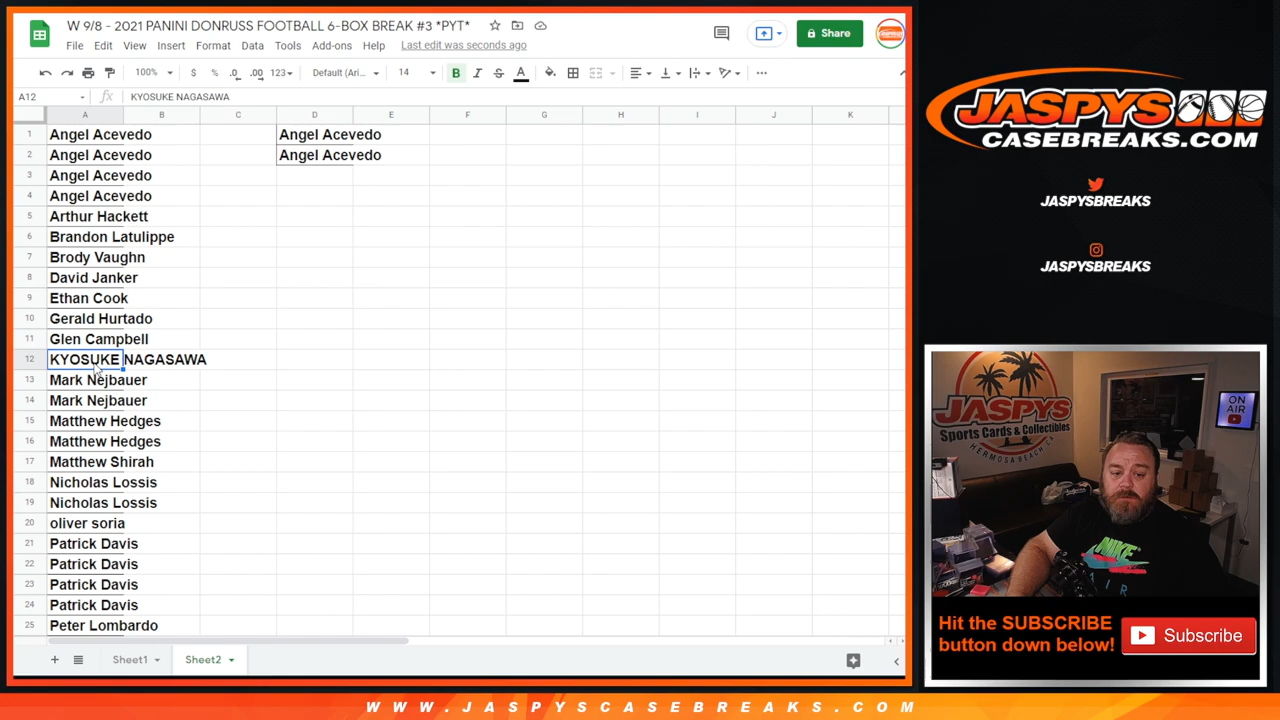 W 9/8 - 2021 PANINI DONRUSS FOOTBALL 6-BOX BREAK #3 *PYT*
File Edit View Insert Format Data Tools Add-ons Help Last edit was seconds ago
Share
100% $ % .0 .00 123 Default (Ari... 14 B I S A
A12 fx KYOSUKE NAGASAWA
A B C D E F G H I J K
1 Angel Acevedo Angel Acevedo
2 Angel Acevedo Angel Acevedo
3 Angel Acevedo
4 Angel Acevedo
5 Arthur Hackett
6 Brandon Latulippe
7 Brody Vaughn
8 David Janker
9 Ethan Cook
10 Gerald Hurtado
11 Glen Campbell
12 KYOSUKE NAGASAWA
13 Mark Nejbauer
14 Mark Nejbauer
15 Matthew Hedges
16 Matthew Hedges
17 Matthew Shirah
18 Nicholas Lossis
19 Nicholas Lossis
20 oliver soria
21 Patrick Davis
22 Patrick Davis
23 Patrick Davis
24 Patrick Davis
25 Peter Lombardo
Sheet1 Sheet2
JASPYS
CASEBREAKS.COM
JASPYSBREAKS
JASPYSBREAKS
JASPYS
Sports Cards & Collectibles
HERMOSA BEACH, CA
ON
AIR
NIKE
AIR
Hit the SUBSCRIBE
button down below!
Subscribe
WWW.JASPYSCASEBREAKS.COM